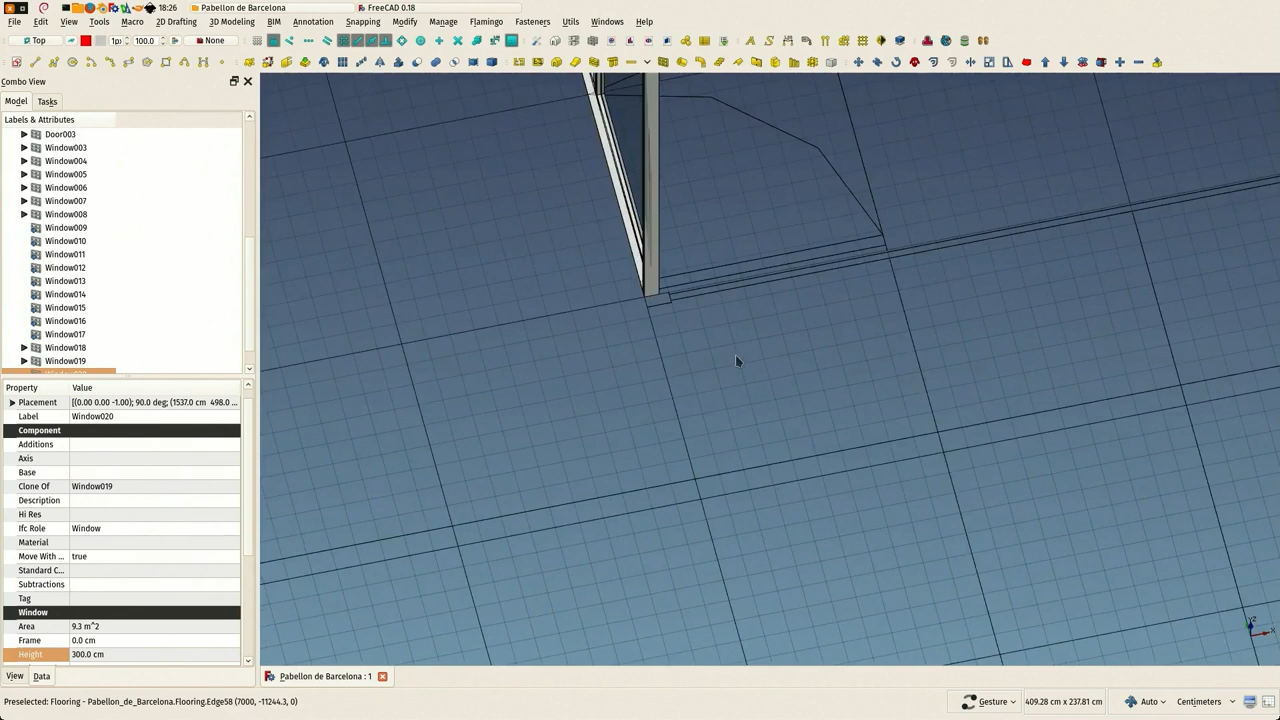 18:26 Pabellon de Barcelona FreeCAD 0.18
File Edit View Tools Macro 2D Drafting 3D Modeling BIM Annotation Snapping Modify Manage Flamingo Fasteners Utils Windows Help
Top 100.0 None
Combo View
Model Tasks
Labels & Attributes
Door003
Window003
Window004
Window005
Window006
Window007
Window008
Window009
Window010
Window011
Window012
Window013
Window014
Window015
Window016
Window017
Window018
Window019
Property Value
Placement [(0.00 0.00 -1.00); 90.0 deg; (1537.0 cm 498.0 ...
Label Window020
Component
Additions
Axis
Base
Clone Of Window019
Description
Hi Res
Ifc Role Window
Material
Move With ... true
Standard C...
Subtractions
Tag
Window
Area 9.3 m^2
Frame 0.0 cm
Height 300.0 cm
View Data
Pabellon de Barcelona : 1
Preselected: Flooring - Pabellon_de_Barcelona.Flooring.Edge58 (7000, -11244.3, 0)
Gesture 409.28 cm x 237.81 cm Auto Centimeters